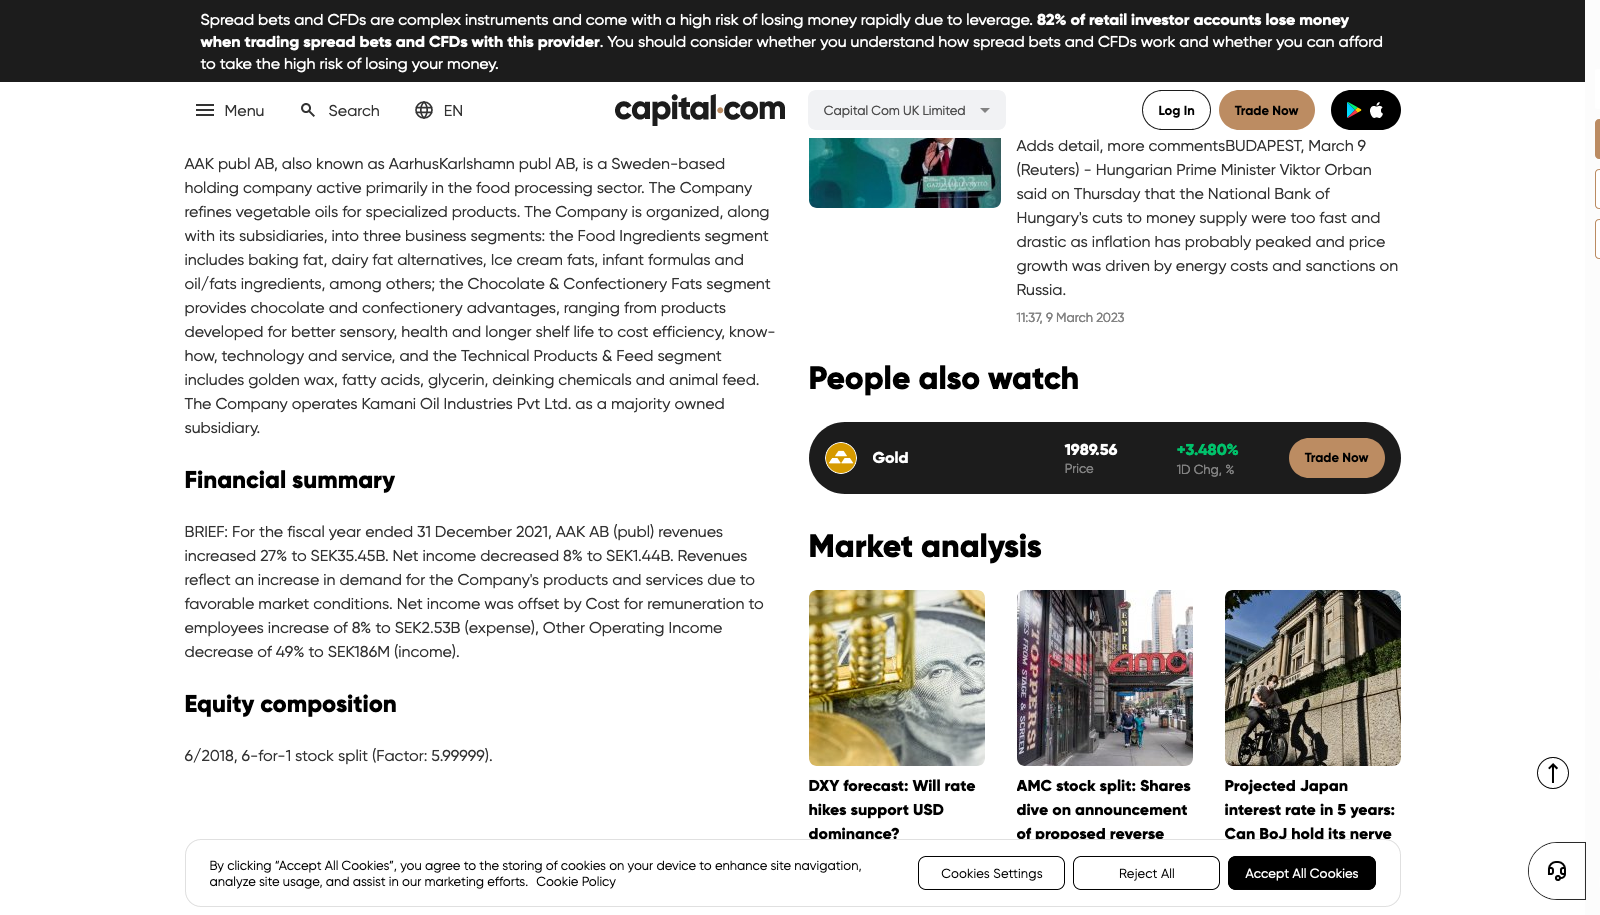 Spread bets and CFDs are complex instruments and come with a high risk of losing money rapidly due to leverage. 82% of retail investor accounts lose money
when trading spread bets and CFDs with this provider. You should consider whether you understand how spread bets and CFDs work and whether you can afford
to take the high risk of losing your money.
Menu
Search
EN
capital.com
Capital Com UK Limited
Log In
Trade Now
AAK publ AB, also known as AarhusKarlshamn publ AB, is a Sweden-based
holding company active primarily in the food processing sector. The Company
refines vegetable oils for specialized products. The Company is organized, along
with its subsidiaries, into three business segments: the Food Ingredients segment
includes baking fat, dairy fat alternatives, Ice cream fats, infant formulas and
oil/fats ingredients, among others; the Chocolate & Confectionery Fats segment
provides chocolate and confectionery advantages, ranging from products
developed for better sensory, health and longer shelf life to cost efficiency, know-
how, technology and service, and the Technical Products & Feed segment
includes golden wax, fatty acids, glycerin, deinking chemicals and animal feed.
The Company operates Kamani Oil Industries Pvt Ltd. as a majority owned
subsidiary.
Financial summary
BRIEF: For the fiscal year ended 31 December 2021, AAK AB (publ) revenues
increased 27% to SEK35.45B. Net income decreased 8% to SEK1.44B. Revenues
reflect an increase in demand for the Company's products and services due to
favorable market conditions. Net income was offset by Cost for remuneration to
employees increase of 8% to SEK2.53B (expense), Other Operating Income
decrease of 49% to SEK186M (income).
Equity composition
6/2018, 6-for-1 stock split (Factor: 5.99999).
Adds detail, more commentsBUDAPEST, March 9
(Reuters) - Hungarian Prime Minister Viktor Orban
said on Thursday that the National Bank of
Hungary's cuts to money supply were too fast and
drastic as inflation has probably peaked and price
growth was driven by energy costs and sanctions on
Russia.
11:37, 9 March 2023
People also watch
Gold
1989.56
Price
+3.480%
1D Chg, %
Trade Now
Market analysis
EMPIRE
AMC
DXY forecast: Will rate
hikes support USD
dominance?
AMC stock split: Shares
dive on announcement
of proposed reverse
Projected Japan
interest rate in 5 years:
Can BoJ hold its nerve
By clicking “Accept All Cookies”, you agree to the storing of cookies on your device to enhance site navigation,
analyze site usage, and assist in our marketing efforts. Cookie Policy
Cookies Settings
Reject All
Accept All Cookies